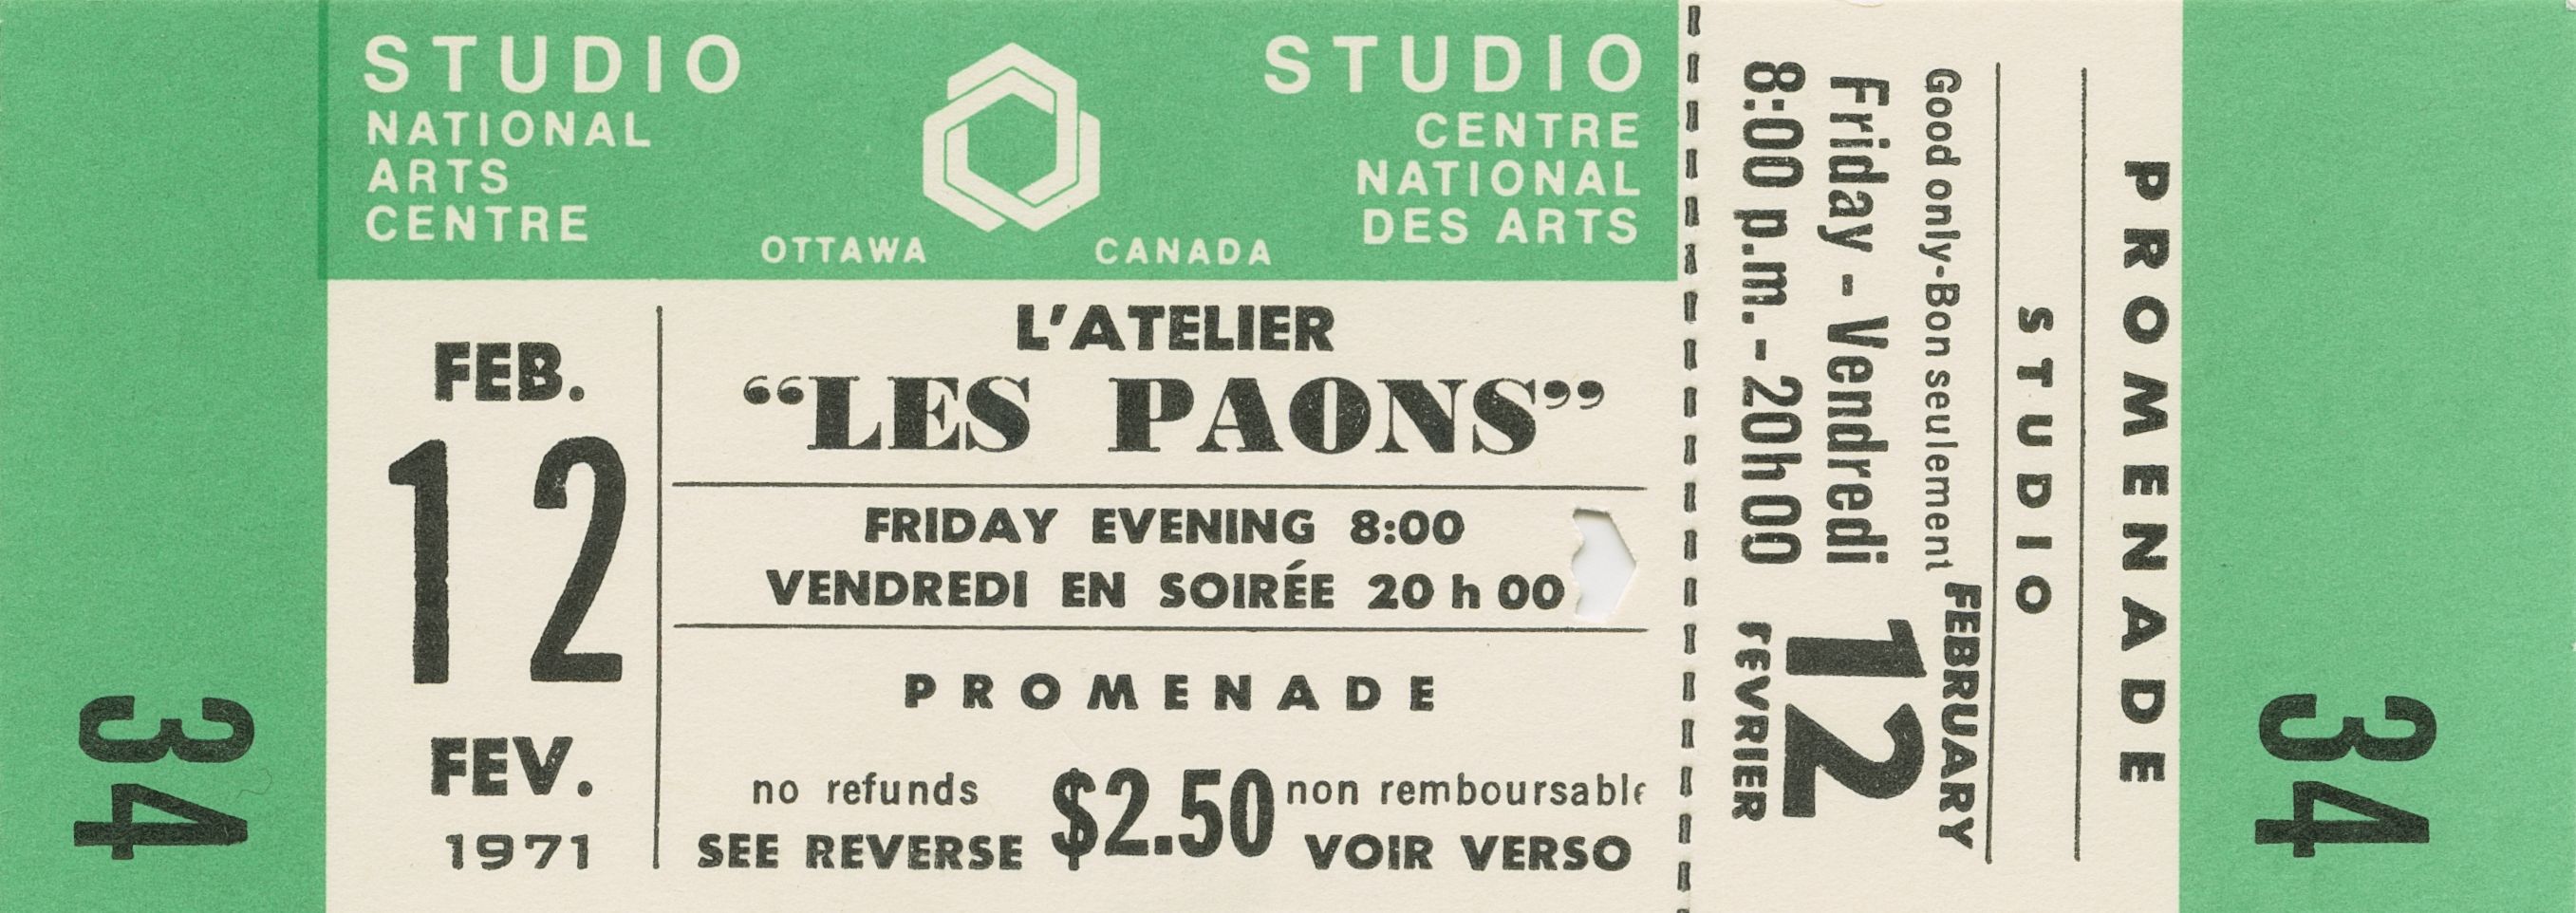 34
STUDIO
NATIONAL
ARTS
CENTRE
OTTAWA CANADA
STUDIO
CENTRE
NATIONAL
DES ARTS
FEB.
12
FEV.
1971
L'ATELIER
“LES PAONS”
FRIDAY EVENING 8:00
VENDREDI EN SOIRÉE 20 h 00
PROMENADE
no refunds $2.50 non remboursable
SEE REVERSE VOIR VERSO
PROMENADE
STUDIO
Good only-Bon seulement
FEBRUARY
Friday - Vendredi 12
8:00 p.m. - 20h00
FEVRIER
34